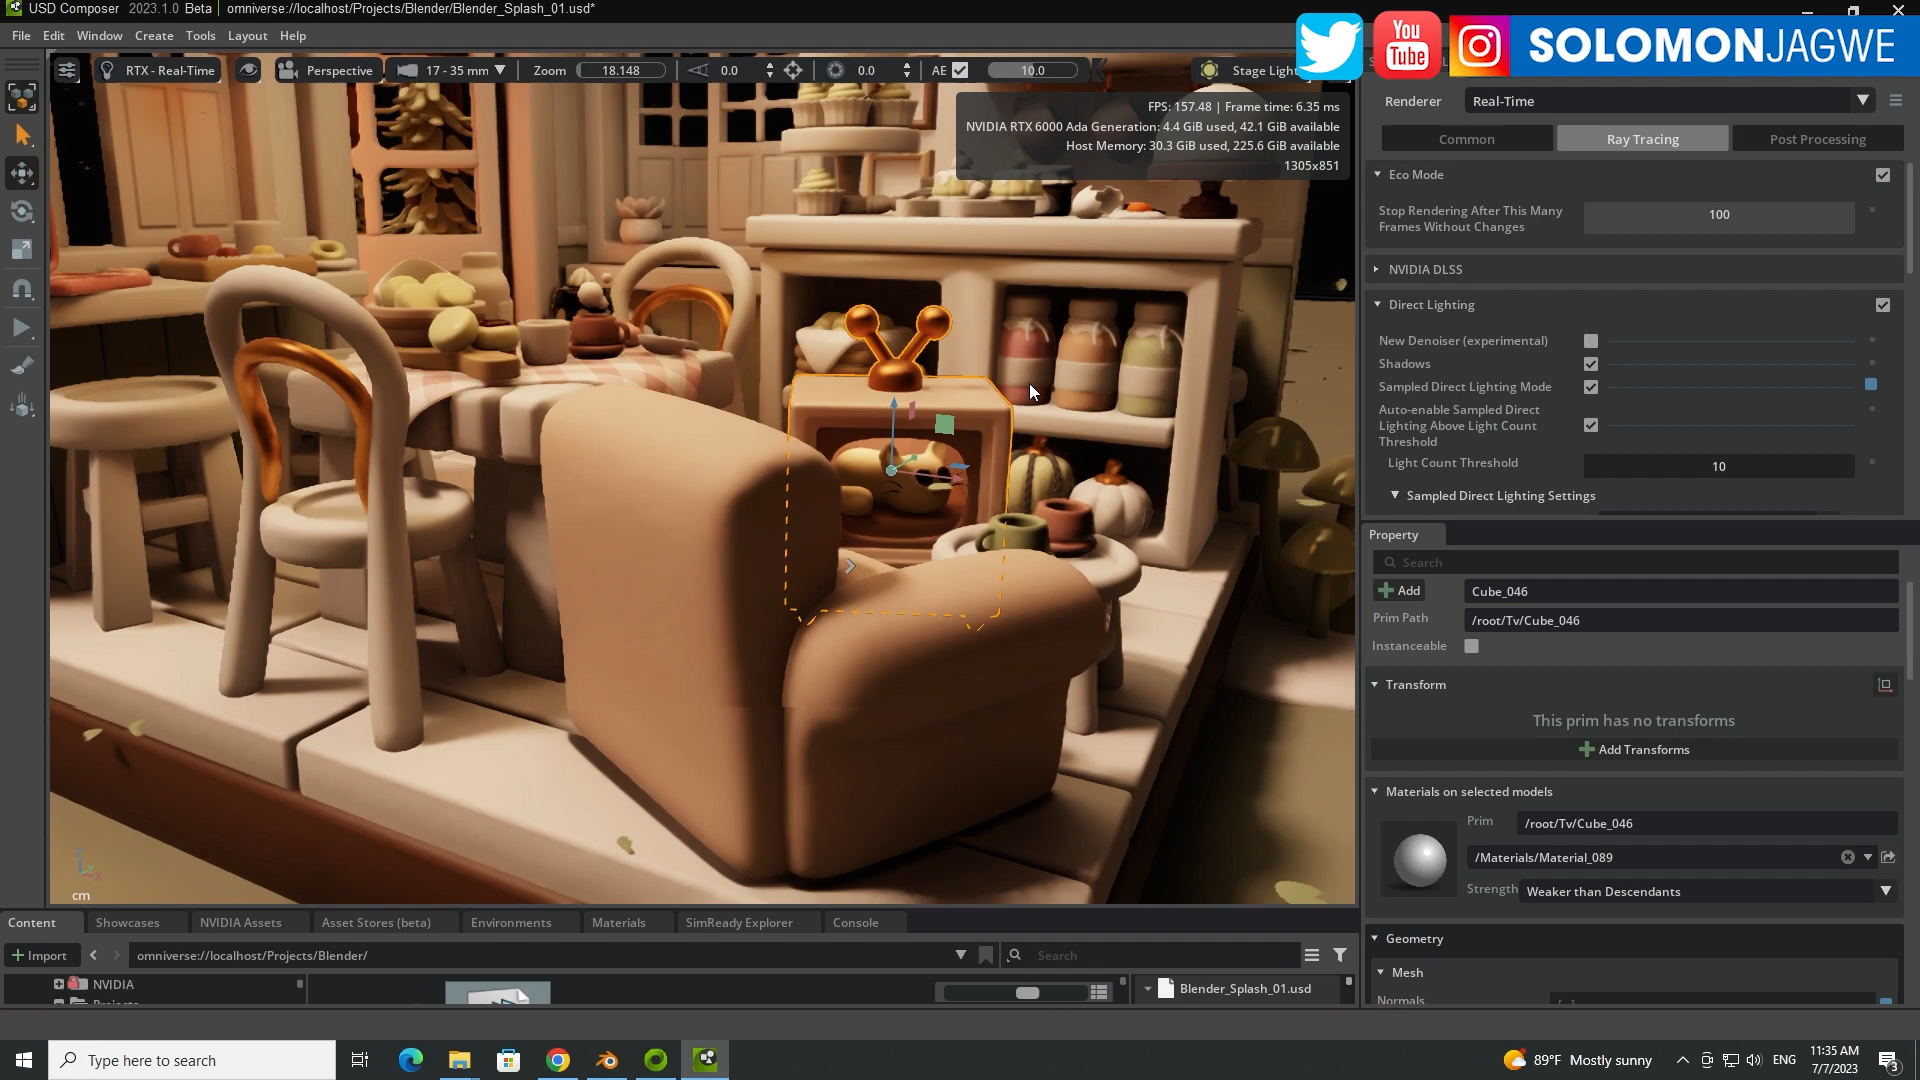 USD Composer 2023.1.0 Beta omniverse://localhost/Projects/Blender/Blender_Splash_01.usd*
File Edit Window Create Tools Layout Help
You Tube
SOLOMONJAGWE
RTX - Real-Time
Perspective
17 - 35 mm
Zoom 18.148
0.0
0.0
AE
10.0
Stage Ligh
FPS: 157.48 | Frame time: 6.35 ms
NVIDIA RTX 6000 Ada Generation: 4.4 GiB used, 42.1 GiB available
Host Memory: 30.3 GiB used, 225.6 GiB available
1305x851
cm
Renderer Real-Time
Common Ray Tracing Post Processing
Eco Mode
Stop Rendering After This Many
Frames Without Changes
100
NVIDIA DLSS
Direct Lighting
New Denoiser (experimental)
Shadows
Sampled Direct Lighting Mode
Auto-enable Sampled Direct
Lighting Above Light Count
Threshold
Light Count Threshold 10
Sampled Direct Lighting Settings
Property
Search
Add Cube_046
Prim Path /root/Tv/Cube_046
Instanceable
Transform
This prim has no transforms
Add Transforms
Materials on selected models
Prim /root/Tv/Cube_046
/Materials/Material_089
Strength Weaker than Descendants
Geometry
Mesh
Normals
Content Showcases NVIDIA Assets Asset Stores (beta) Environments Materials SimReady Explorer Console
Import omniverse://localhost/Projects/Blender/ Search
NVIDIA
Projects
Blender_Splash_01.usd
Type here to search
89°F Mostly sunny
ENG
11:35 AM
7/7/2023
3